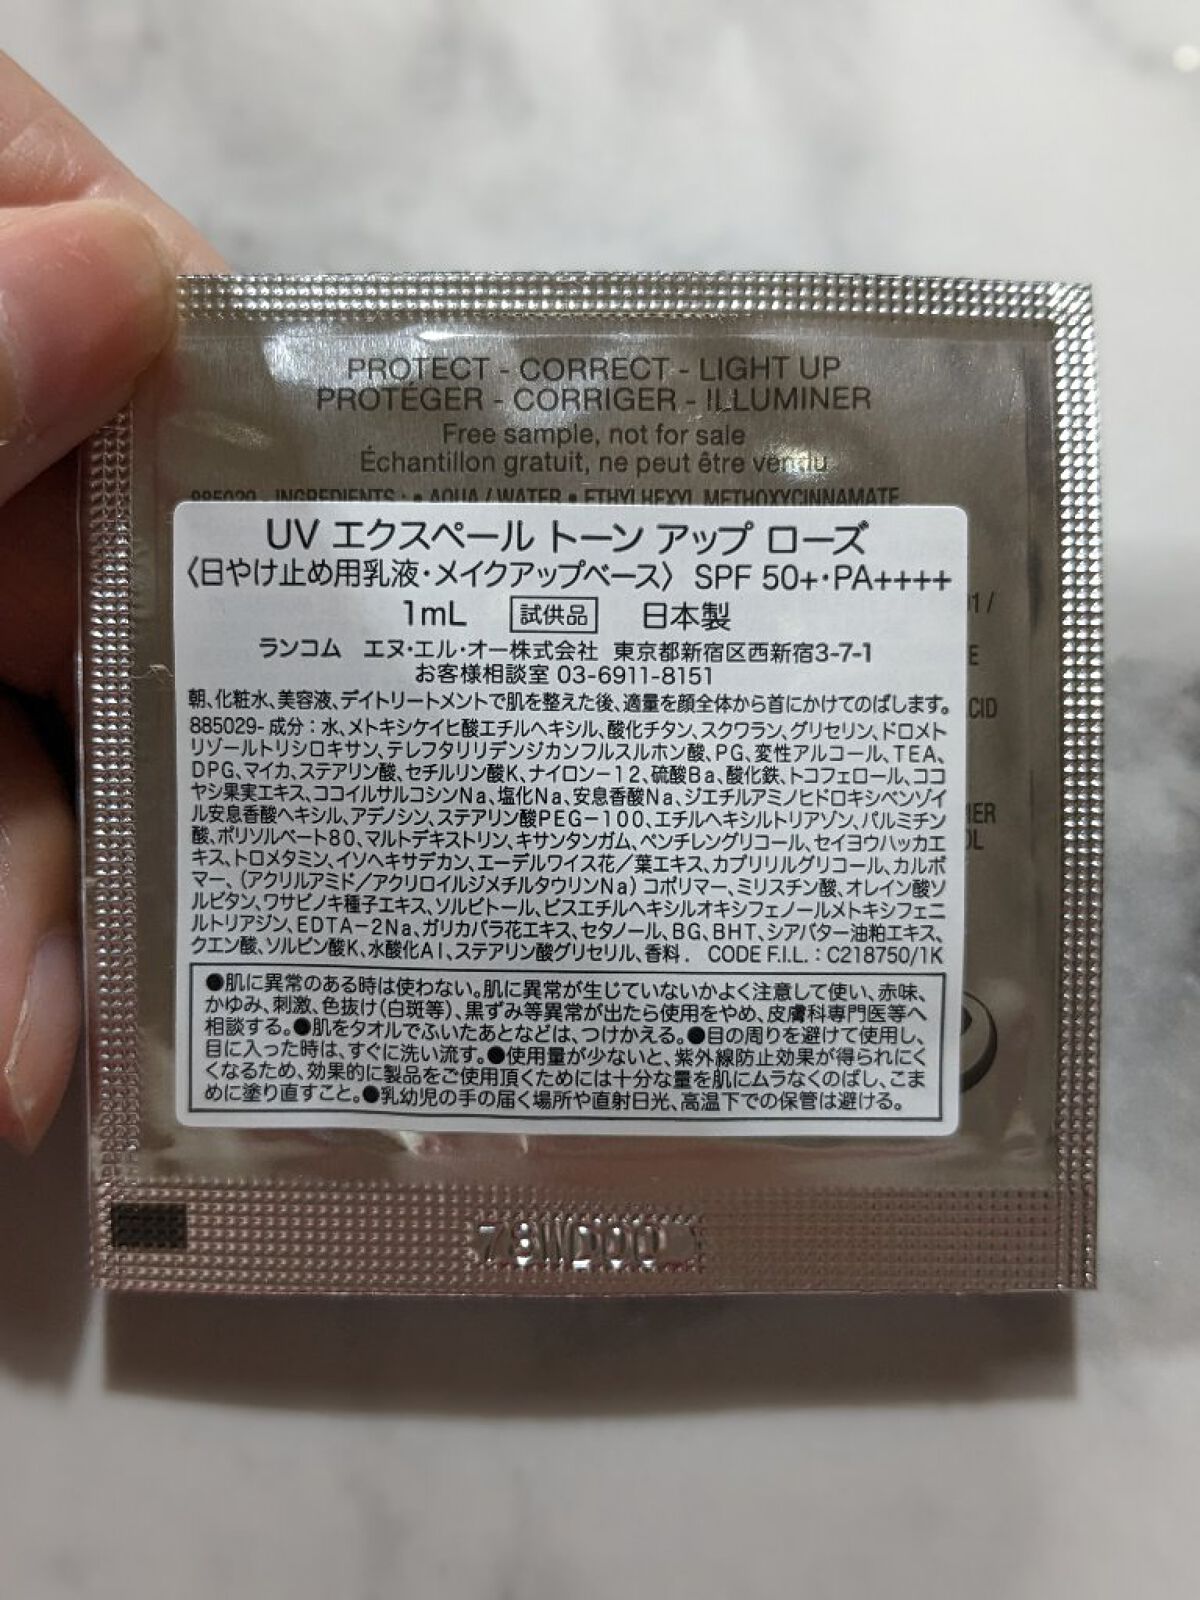 PROTECT - CORRECT - LIGHT UP
PROTÉGER - CORRIGER - ILLUMINER
Free sample, not for sale
Échantillon gratuit, ne peut être vendu
885029 - INGREDIENTS : • AQUA / WATER • ETHYLHEXYL METHOXYCINNAMATE
UV エクスペール トーン アップ ローズ
〈日やけ止め用乳液・メイクアップベース〉 SPF 50+・PA++++
1mL 試供品 日本製
ランコム エヌ・エル・オー株式会社 東京都新宿区西新宿3-7-1
お客様相談室 03-6911-8151
朝、化粧水、美容液、デイトリートメントで肌を整えた後、適量を顔全体から首にかけてのばします。
885029- 成分：水、メトキシケイヒ酸エチルヘキシル、酸化チタン、スクワラン、グリセリン、ドロメト
リゾールトリシロキサン、テレフタリリデンジカンフルスルホン酸、PG、変性アルコール、TEA、
DPG、マイカ、ステアリン酸、セチルリン酸K、ナイロン－12、硫酸Ba、酸化鉄、トコフェロール、ココ
ヤシ果実エキス、ココイルサルコシンNa、塩化Na、安息香酸Na、ジエチルアミノヒドロキシベンゾイ
ル安息香酸ヘキシル、アデノシン、ステアリン酸PEG－100、エチルヘキシルトリアゾン、パルミチン
酸、ポリソルベート80、マルトデキストリン、キサンタンガム、ペンチレングリコール、セイヨウハッカエ
キス、トロメタミン、イソヘキサデカン、エーデルワイス花／葉エキス、カプリリルグリコール、カルボ
マー、（アクリルアミド／アクリロイルジメチルタウリンNa）コポリマー、ミリスチン酸、オレイン酸ソ
ルビタン、ワサビノキ種子エキス、ソルビトール、ビスエチルヘキシルオキシフェノールメトキシフェニ
ルトリアジン、EDTA－2Na、ガリカバラ花エキス、セタノール、BG、BHT、シアバター油粕エキス、
クエン酸、ソルビン酸K、水酸化Al、ステアリン酸グリセリル、香料． CODE F.I.L.：C218750/1K
●肌に異常のある時は使わない。肌に異常が生じていないかよく注意して使い、赤味、
かゆみ、刺激、色抜け(白斑等)、黒ずみ等異常が出たら使用をやめ、皮膚科専門医等へ
相談する。●肌をタオルでふいたあとなどは、つけかえる。●目の周りを避けて使用し、
目に入った時は、すぐに洗い流す。●使用量が少ないと、紫外線防止効果が得られにく
くなるため、効果的に製品をご使用頂くためには十分な量を肌にムラなくのばし、こま
めに塗り直すこと。●乳幼児の手の届く場所や直射日光、高温下での保管は避ける。